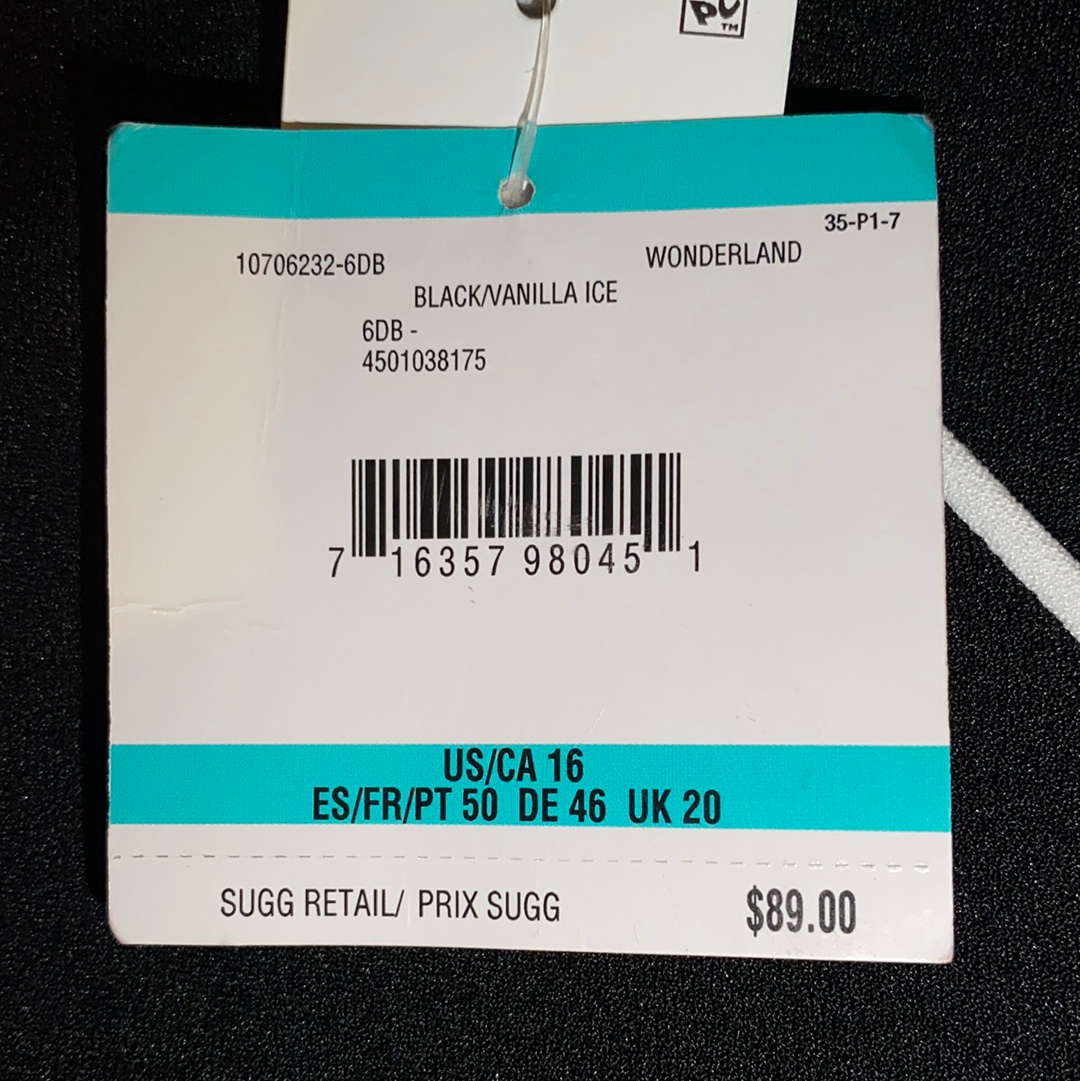 TM
35-P1-7
10706232-6DB WONDERLAND
BLACK/VANILLA ICE
6DB -
4501038175
7 16357 98045 1
US/CA 16
ES/FR/PT 50 DE 46 UK 20
SUGG RETAIL/ PRIX SUGG $89.00